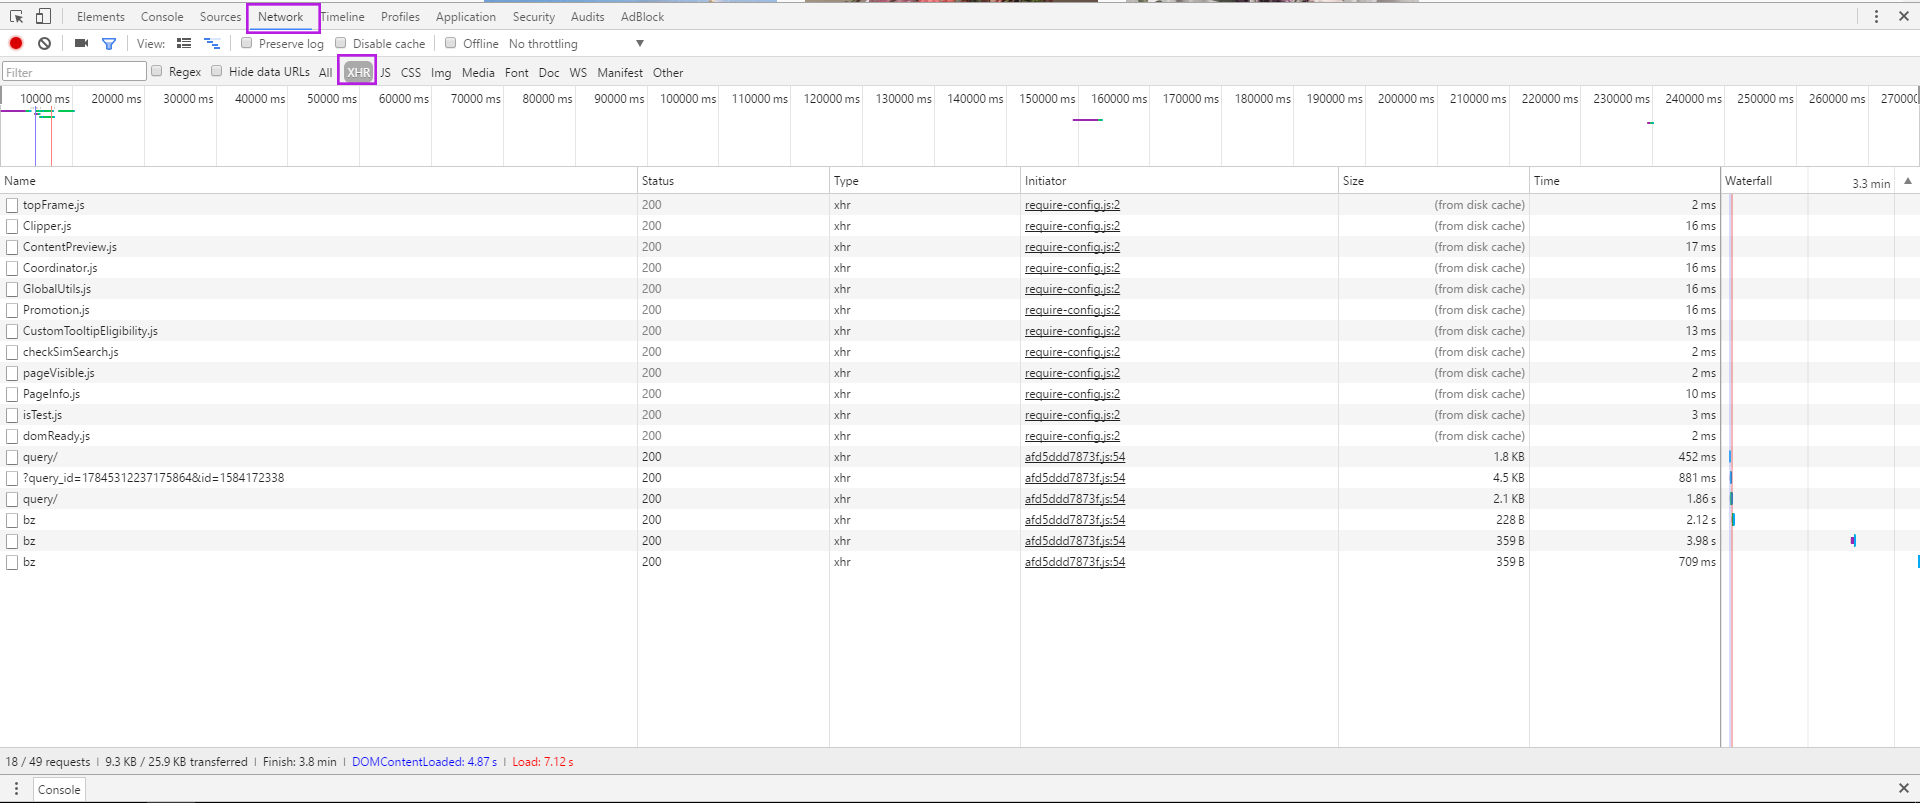 Elements Console Sources Network Timeline Profiles Application Security Audits AdBlock
View: Preserve log Disable cache Offline No throttling
Filter Regex Hide data URLs All XHR JS CSS Img Media Font Doc WS Manifest Other
10000 ms 20000 ms 30000 ms 40000 ms 50000 ms 60000 ms 70000 ms 80000 ms 90000 ms 100000 ms 110000 ms 120000 ms 130000 ms 140000 ms 150000 ms 160000 ms 170000 ms 180000 ms 190000 ms 200000 ms 210000 ms 220000 ms 230000 ms 240000 ms 250000 ms 260000 ms 27000
Name Status Type Initiator Size Time Waterfall 3.3 min
topFrame.js 200 xhr require-config.js:2 (from disk cache) 2 ms
Clipper.js 200 xhr require-config.js:2 (from disk cache) 16 ms
ContentPreview.js 200 xhr require-config.js:2 (from disk cache) 17 ms
Coordinator.js 200 xhr require-config.js:2 (from disk cache) 16 ms
GlobalUtils.js 200 xhr require-config.js:2 (from disk cache) 16 ms
Promotion.js 200 xhr require-config.js:2 (from disk cache) 16 ms
CustomTooltipEligibility.js 200 xhr require-config.js:2 (from disk cache) 13 ms
checkSimSearch.js 200 xhr require-config.js:2 (from disk cache) 2 ms
pageVisible.js 200 xhr require-config.js:2 (from disk cache) 2 ms
PageInfo.js 200 xhr require-config.js:2 (from disk cache) 10 ms
isTest.js 200 xhr require-config.js:2 (from disk cache) 3 ms
domReady.js 200 xhr require-config.js:2 (from disk cache) 2 ms
query/ 200 xhr afd5ddd7873f.js:54 1.8 KB 452 ms
?query_id=17845312237175864&id=1584172338 200 xhr afd5ddd7873f.js:54 4.5 KB 881 ms
query/ 200 xhr afd5ddd7873f.js:54 2.1 KB 1.86 s
bz 200 xhr afd5ddd7873f.js:54 228 B 2.12 s
bz 200 xhr afd5ddd7873f.js:54 359 B 3.98 s
bz 200 xhr afd5ddd7873f.js:54 359 B 709 ms
18 / 49 requests | 9.3 KB / 25.9 KB transferred | Finish: 3.8 min | DOMContentLoaded: 4.87 s | Load: 7.12 s
Console